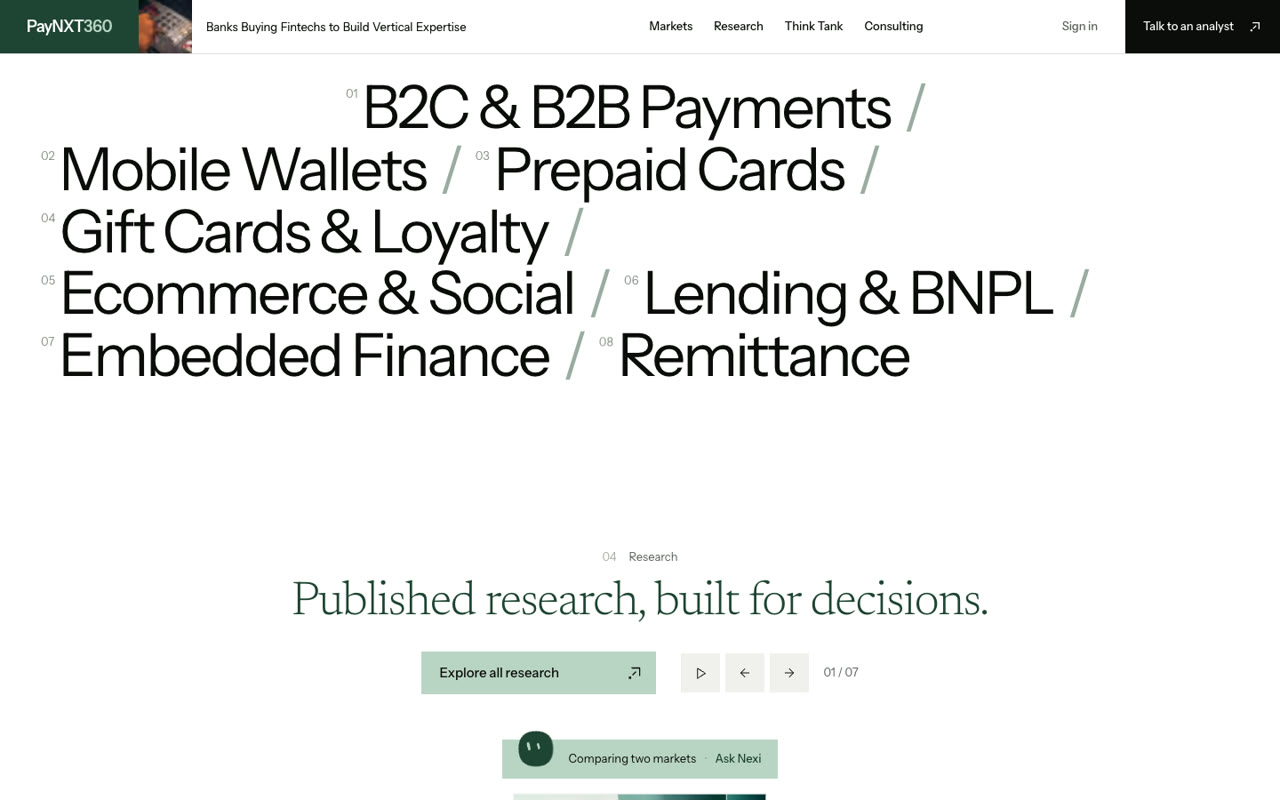 PayNXT360
Banks Buying Fintechs to Build Vertical Expertise
Markets Research Think Tank Consulting
Sign in
Talk to an analyst
01 B2C & B2B Payments /
02 Mobile Wallets / 03 Prepaid Cards /
04 Gift Cards & Loyalty /
05 Ecommerce & Social / 06 Lending & BNPL /
07 Embedded Finance / 08 Remittance
04 Research
Published research, built for decisions.
Explore all research
01 / 07
Comparing two markets · Ask Nexi